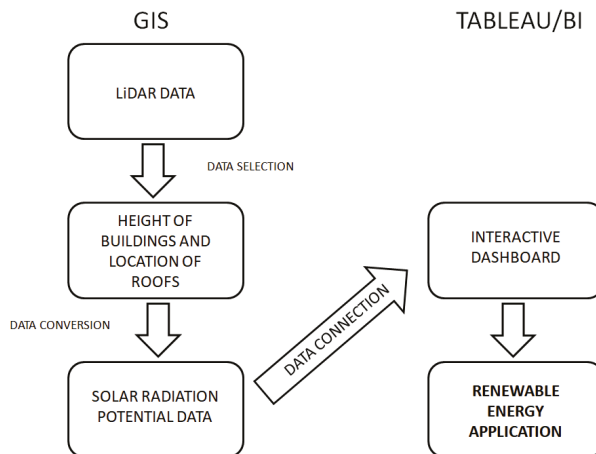 GIS
TABLEAU/BI
LiDAR DATA
DATA SELECTION
HEIGHT OF
BUILDINGS AND
LOCATION OF
ROOFS
DATA CONVERSION
SOLAR RADIATION
POTENTIAL DATA
DATA CONNECTION
INTERACTIVE
DASHBOARD
RENEWABLE
ENERGY
APPLICATION